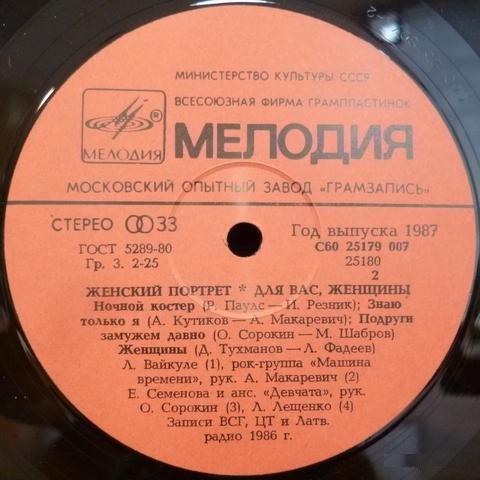 МИНИСТЕРСТВО КУЛЬТУРЫ СССР
ВСЕСОЮЗНАЯ ФИРМА ГРАМПЛАСТИНОК
® МЕЛОДИЯ
МЕЛОДИЯ
МОСКОВСКИЙ ОПЫТНЫЙ ЗАВОД «ГРАМЗАПИСЬ»
СТЕРЕО 33
Год выпуска 1987
ГОСТ 5289-80
С60 25179 007
Гр. 3. 2-25
25180
2
ЖЕНСКИЙ ПОРТРЕТ * ДЛЯ ВАС, ЖЕНЩИНЫ
Ночной костер (Р. Паулс — И. Резник); Знаю
только я (А. Кутиков — А. Макаревич); Подруги
замужем давно (О. Сорокин — М. Шабров)
Женщины (Д. Тухманов — Л. Фадеев)
Л. Вайкуле (1), рок-группа «Машина
времени», рук. А. Макаревич (2)
Е. Семенова и анс. «Девчата», рук.
О. Сорокин (3), Л. Лещенко (4)
Записи ВСГ, ЦТ и Латв.
радио 1986 г.